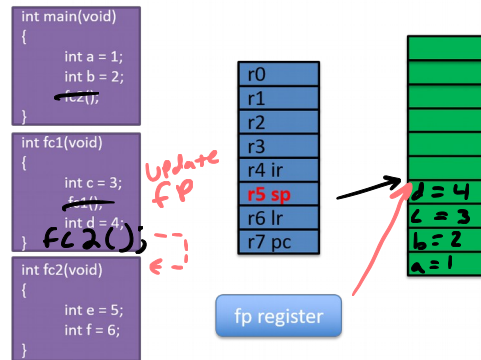 int main(void)
{
int a = 1;
int b = 2;
fc2();
}
int fc1(void)
{
int c = 3;
fc1();
int d = 4;
fc2();
}
int fc2(void)
{
int e = 5;
int f = 6;
}
update
fp
r0
r1
r2
r3
r4 ir
r5 sp
r6 lr
r7 pc
fp register
d = 4
c = 3
b = 2
a = 1